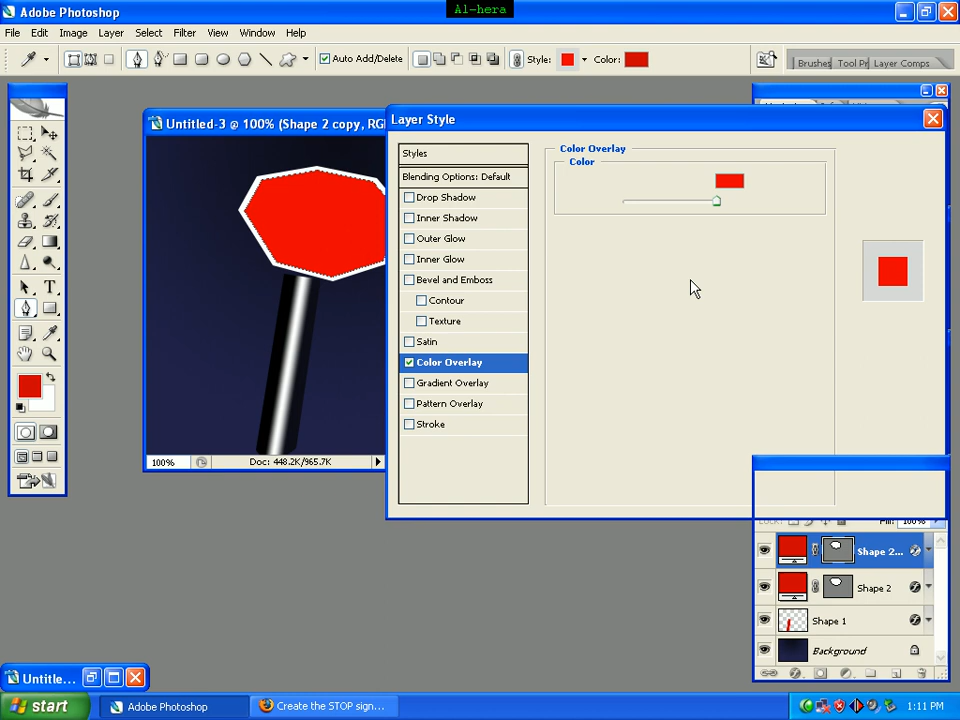 Al-hera
Adobe Photoshop
File Edit Image Layer Select Filter View Window Help
Auto Add/Delete Style: Color: Brushes Tool Pr Layer Comps
Untitled-3 @ 100% (Shape 2 copy, RG
Layer Style
Styles
Blending Options: Default
Drop Shadow
Inner Shadow
Outer Glow
Inner Glow
Bevel and Emboss
Contour
Texture
Satin
Color Overlay
Gradient Overlay
Pattern Overlay
Stroke
Color Overlay
Color
T
100% Doc: 448.2K/965.7K
Fill: 100%
Shape 2...
Shape 2
Shape 1
Background
Untitle...
start Adobe Photoshop Create the STOP sign... 1:11 PM